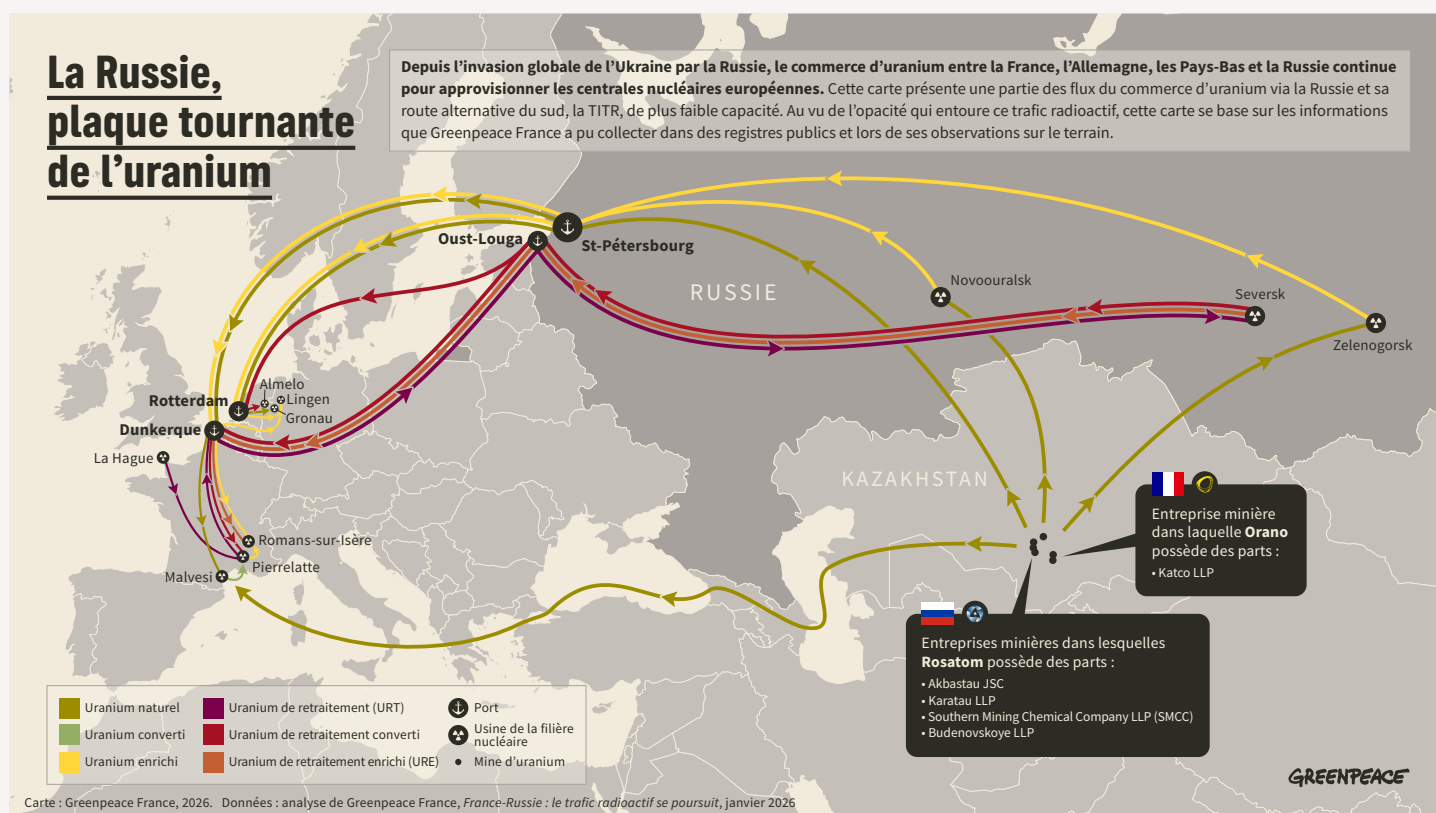 La Russie,
plaque tournante
de l’uranium
Depuis l’invasion globale de l’Ukraine par la Russie, le commerce d’uranium entre la France, l’Allemagne, les Pays-Bas et la Russie continue
pour approvisionner les centrales nucléaires européennes. Cette carte présente une partie des flux du commerce d’uranium via la Russie et sa
route alternative du sud, la TITR, de plus faible capacité. Au vu de l’opacité qui entoure ce trafic radioactif, cette carte se base sur les informations
que Greenpeace France a pu collecter dans des registres publics et lors de ses observations sur le terrain.
Oust-Louga
St-Pétersbourg
RUSSIE
Novoouralsk
Seversk
Zelenogorsk
Almelo
Lingen
Gronau
Rotterdam
Dunkerque
La Hague
KAZAKHSTAN
Romans-sur-Isère
Pierrelatte
Malvesi
Entreprise minière
dans laquelle Orano
possède des parts :
• Katco LLP
Entreprises minières dans lesquelles
Rosatom possède des parts :
• Akbastau JSC
• Karatau LLP
• Southern Mining Chemical Company LLP (SMCC)
• Budenovskoye LLP
Uranium naturel
Uranium converti
Uranium enrichi
Uranium de retraitement (URT)
Uranium de retraitement converti
Uranium de retraitement enrichi (URE)
Port
Usine de la filière
nucléaire
Mine d’uranium
GREENPEACE
Carte : Greenpeace France, 2026. Données : analyse de Greenpeace France, France-Russie : le trafic radioactif se poursuit, janvier 2026